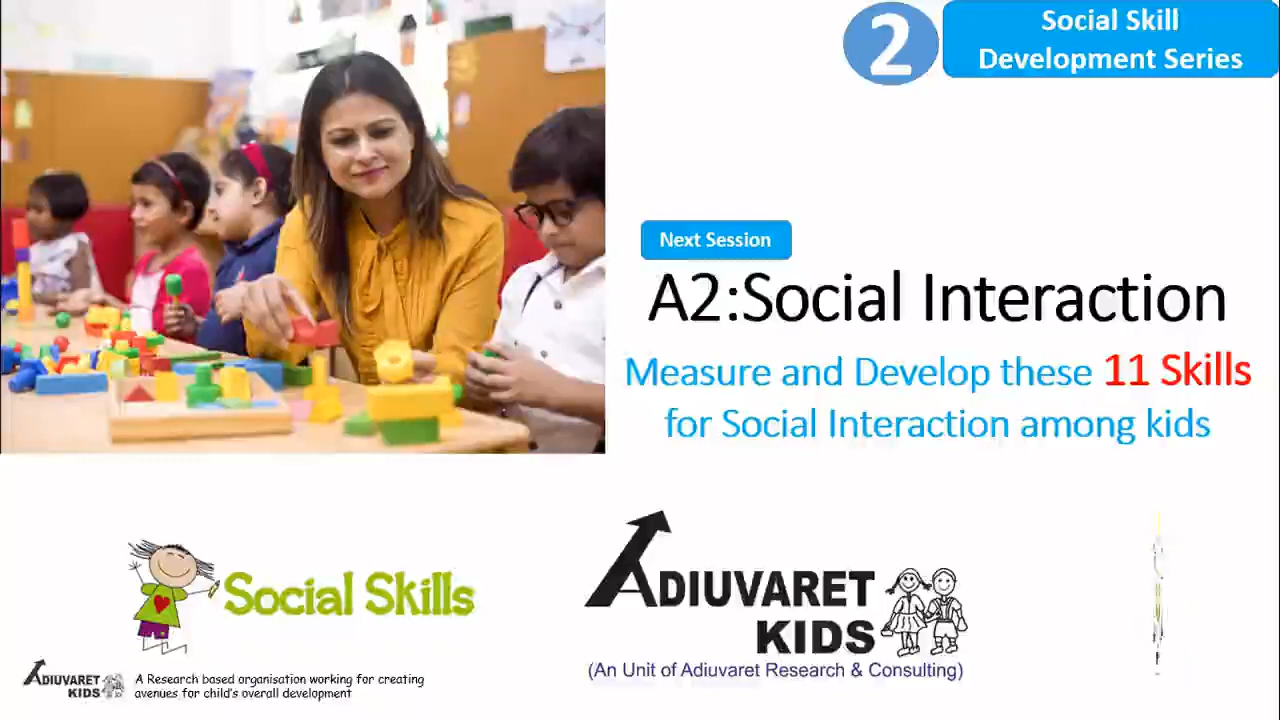 2
Social Skill
Development Series
Next Session
A2:Social Interaction
Measure and Develop these 11 Skills
for Social Interaction among kids
Social Skills
ADIUVARET
KIDS
(An Unit of Adiuvaret Research & Consulting)
ADIUVARET
KIDS
A Research based organisation working for creating
avenues for child's overall development